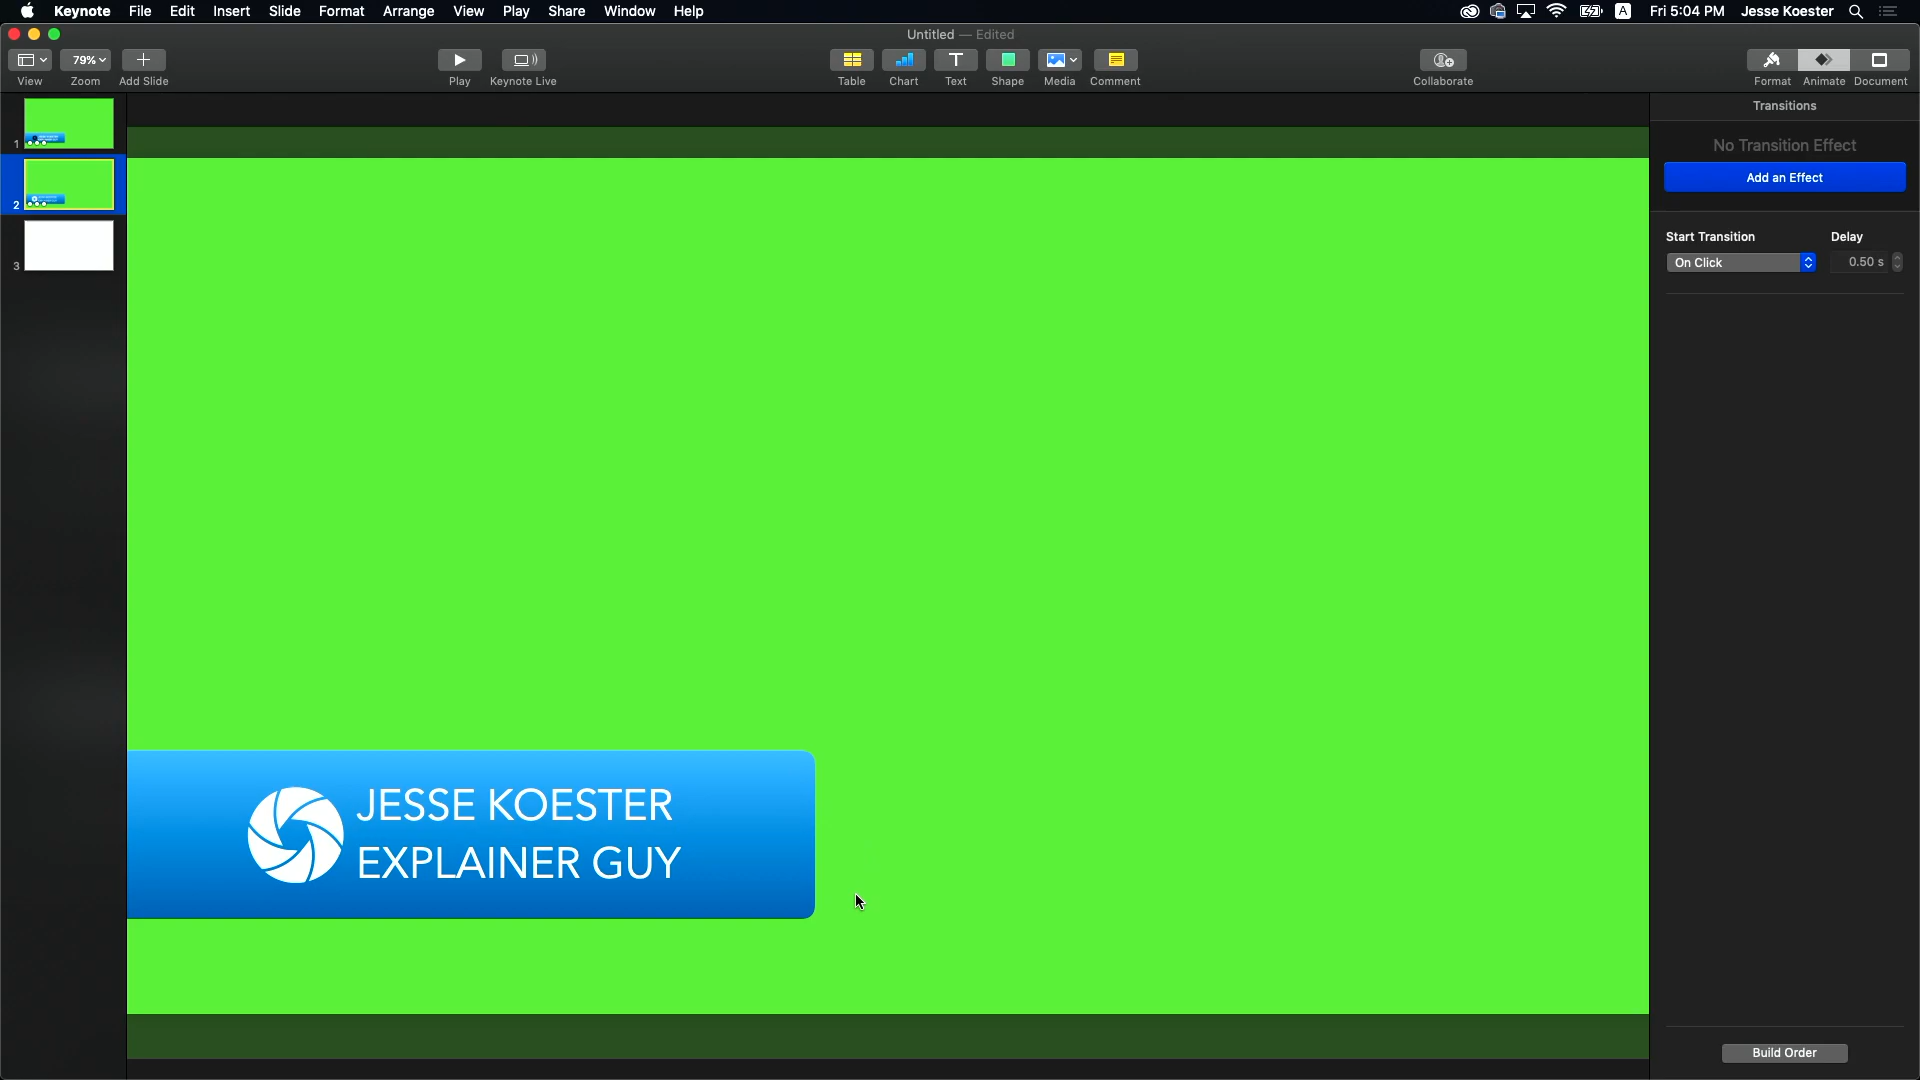 Keynote File Edit Insert Slide Format Arrange View Play Share Window Help A Fri 5:04 PM Jesse Koester
Untitled — Edited
79%
View Zoom Add Slide Play Keynote Live Table Chart Text Shape Media Comment Collaborate Format Animate Document
Transitions
No Transition Effect
Add an Effect
Start Transition Delay
On Click 0.50 s
1
2
3
JESSE KOESTER
EXPLAINER GUY
Build Order